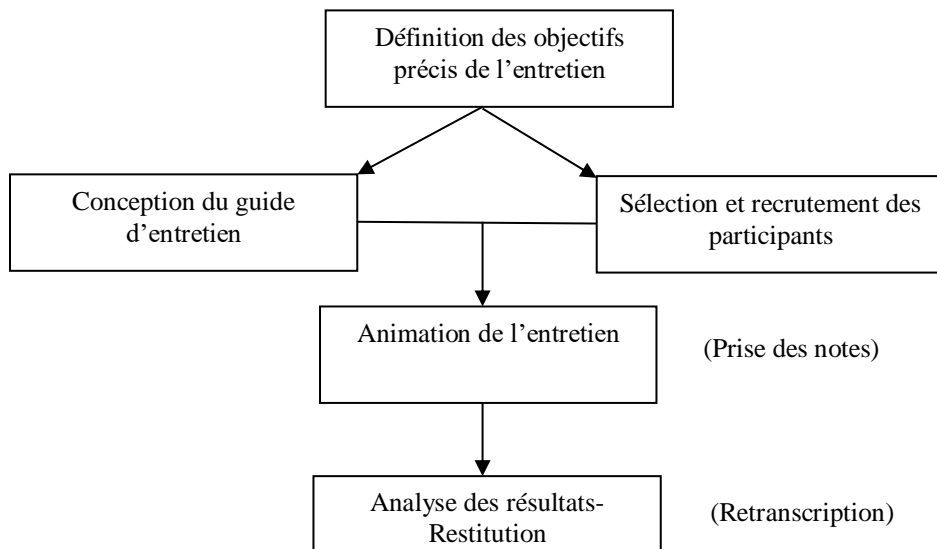 Définition des objectifs
précis de l’entretien
Conception du guide
d’entretien
Sélection et recrutement des
participants
Animation de l’entretien
(Prise des notes)
Analyse des résultats-
Restitution
(Retranscription)